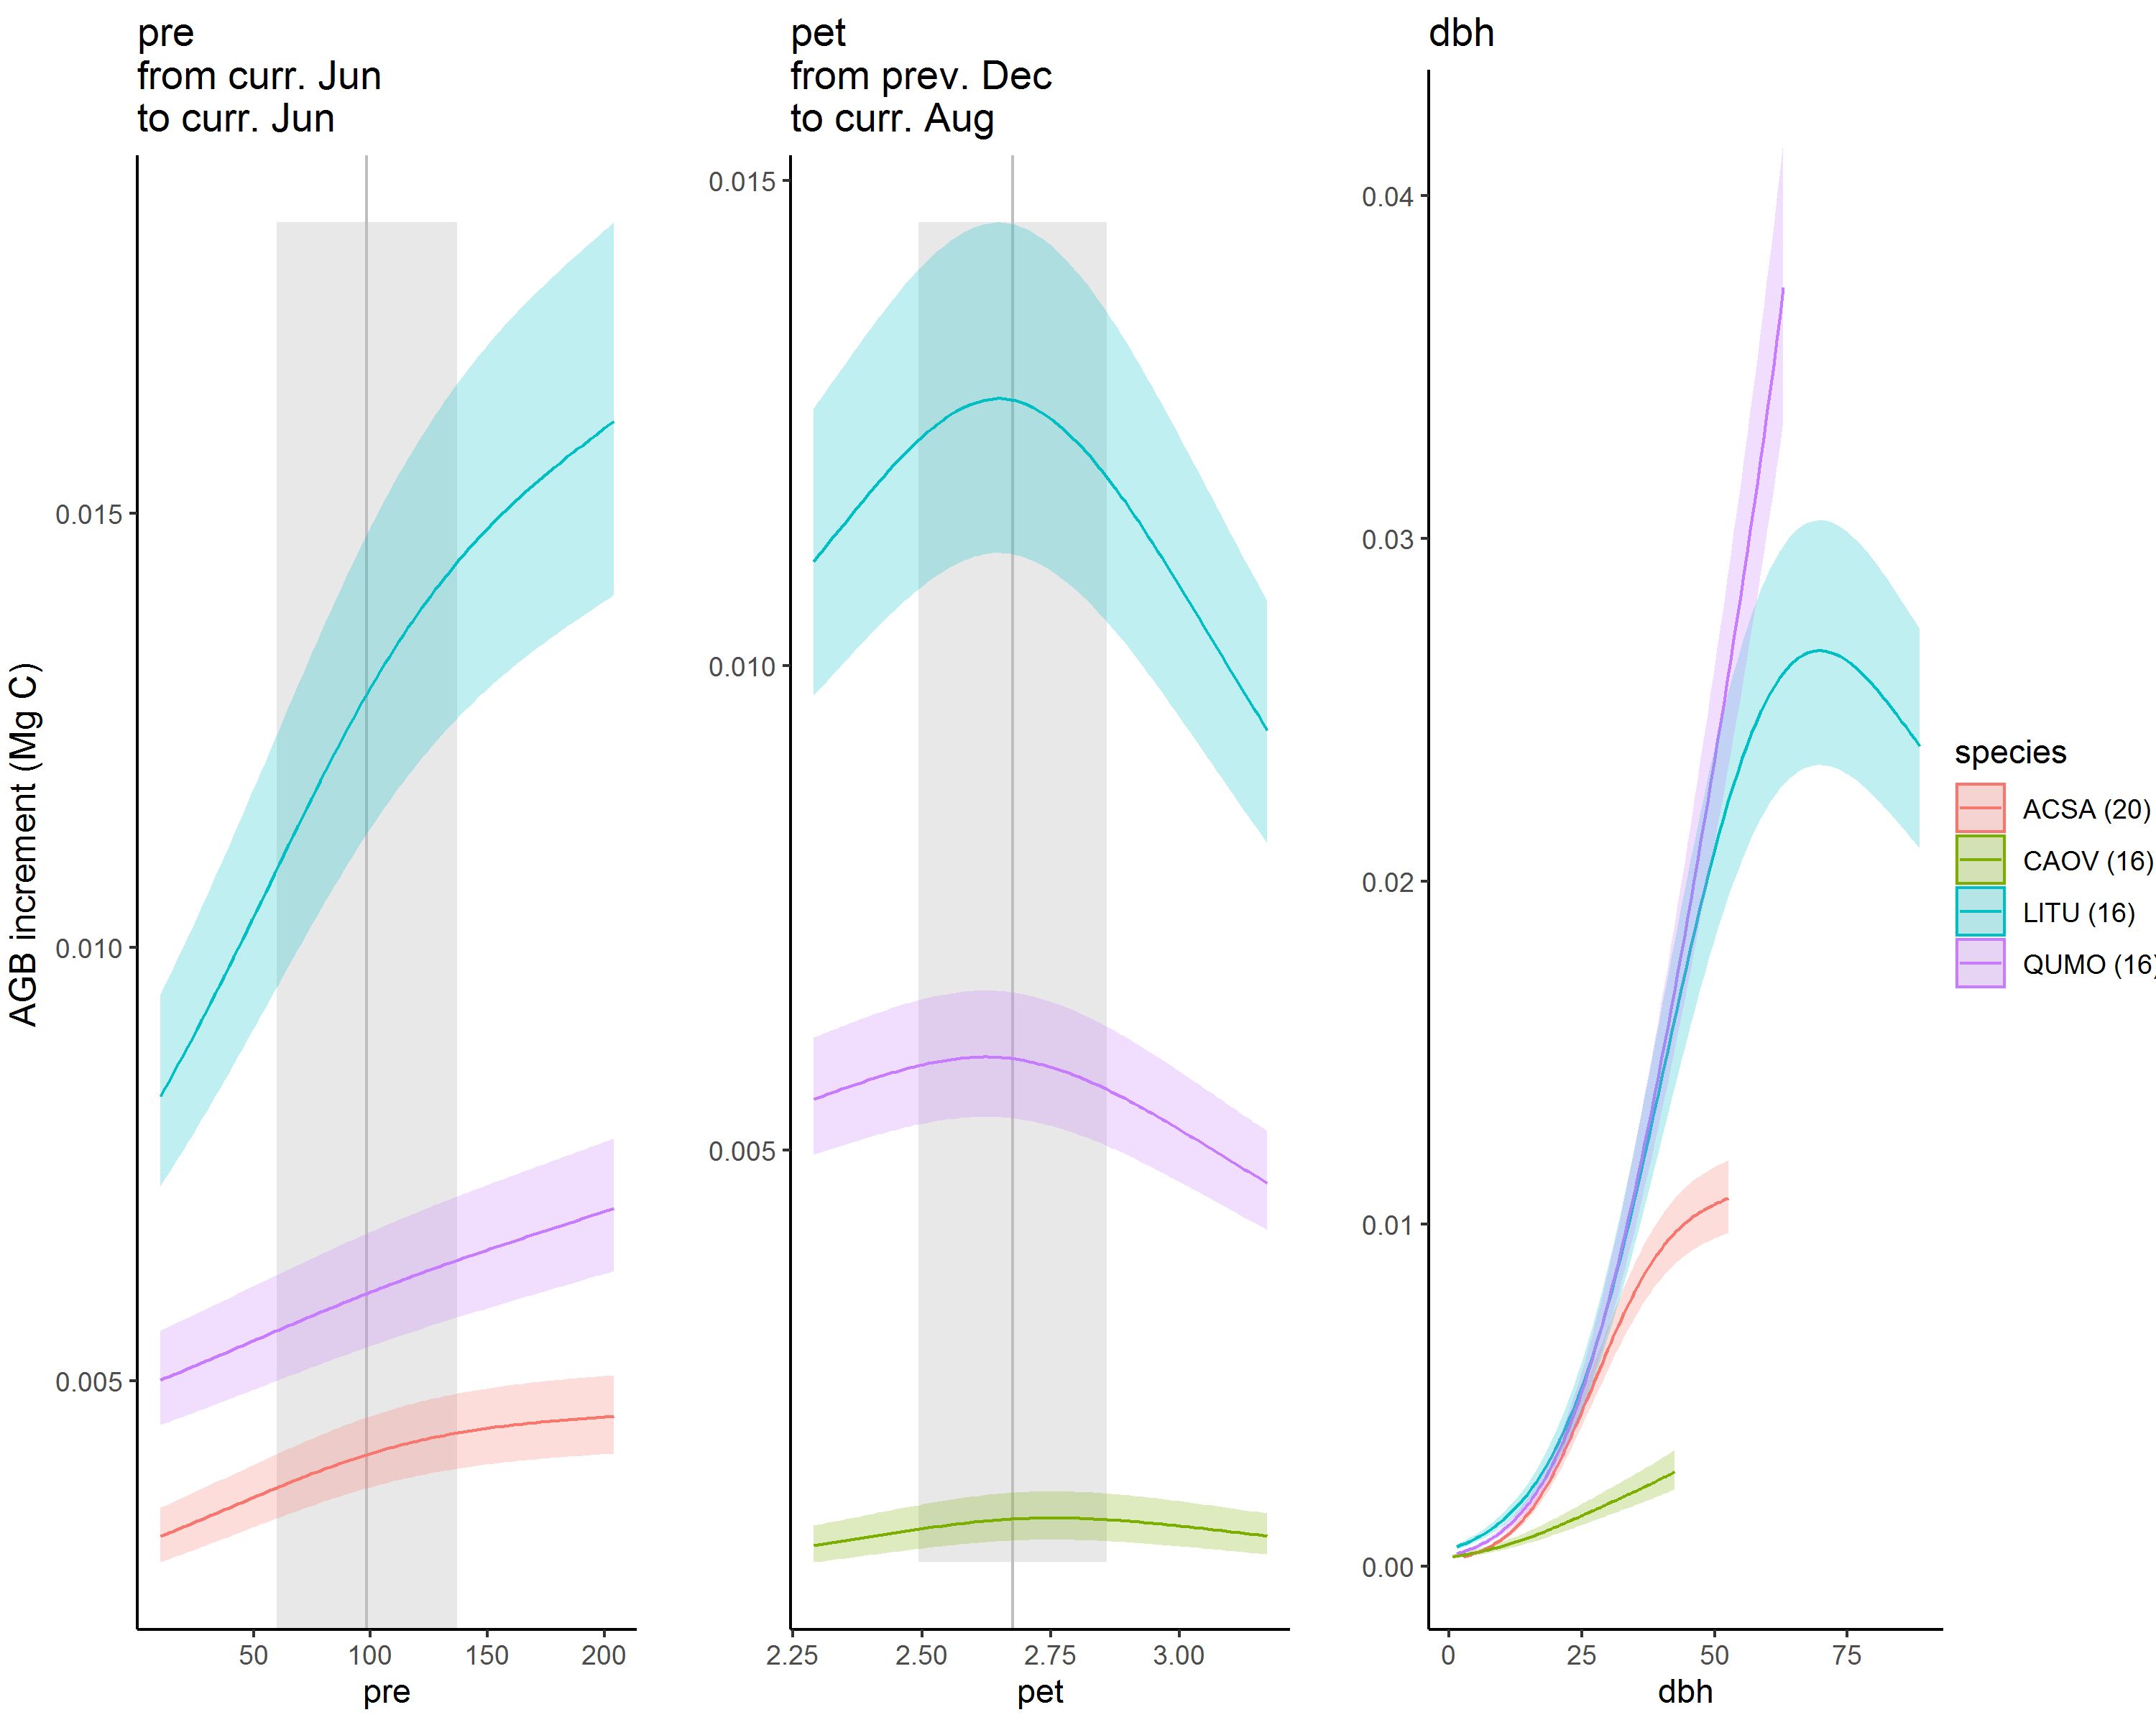 pre
from curr. Jun
to curr. Jun
pet
from prev. Dec
to curr. Aug
dbh
AGB increment (Mg C)
0.015
0.010
0.005
50 100 150 200
pre
0.015
0.010
0.005
2.25 2.50 2.75 3.00
pet
0.04
0.03
0.02
0.01
0.00
0 25 50 75
dbh
species
ACSA (20)
CAOV (16)
LITU (16)
QUMO (16)